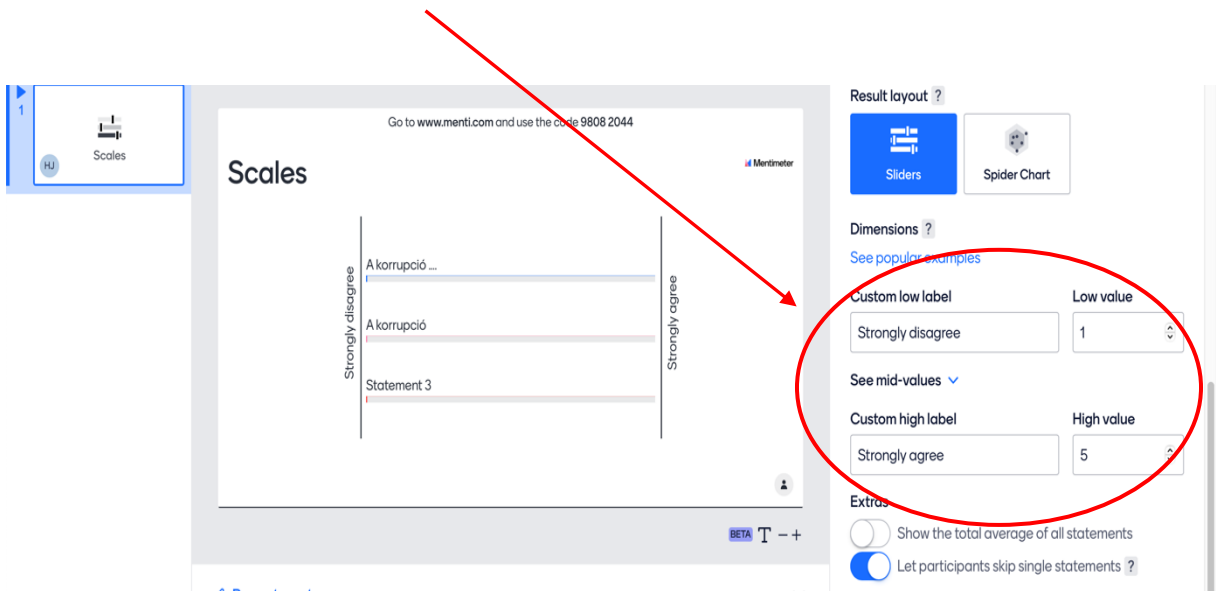 1
HJ
Scales
Go to www.menti.com and use the code 9808 2044
Scales
Mentimeter
Strongly disagree
A korrupció ....
A korrupció
Statement 3
Strongly agree
BETA T − +
Result layout ?
Sliders
Spider Chart
Dimensions ?
See popular examples
Custom low label
Low value
Strongly disagree
1
See mid-values
Custom high label
High value
Strongly agree
5
Extras
Show the total average of all statements
Let participants skip single statements ?